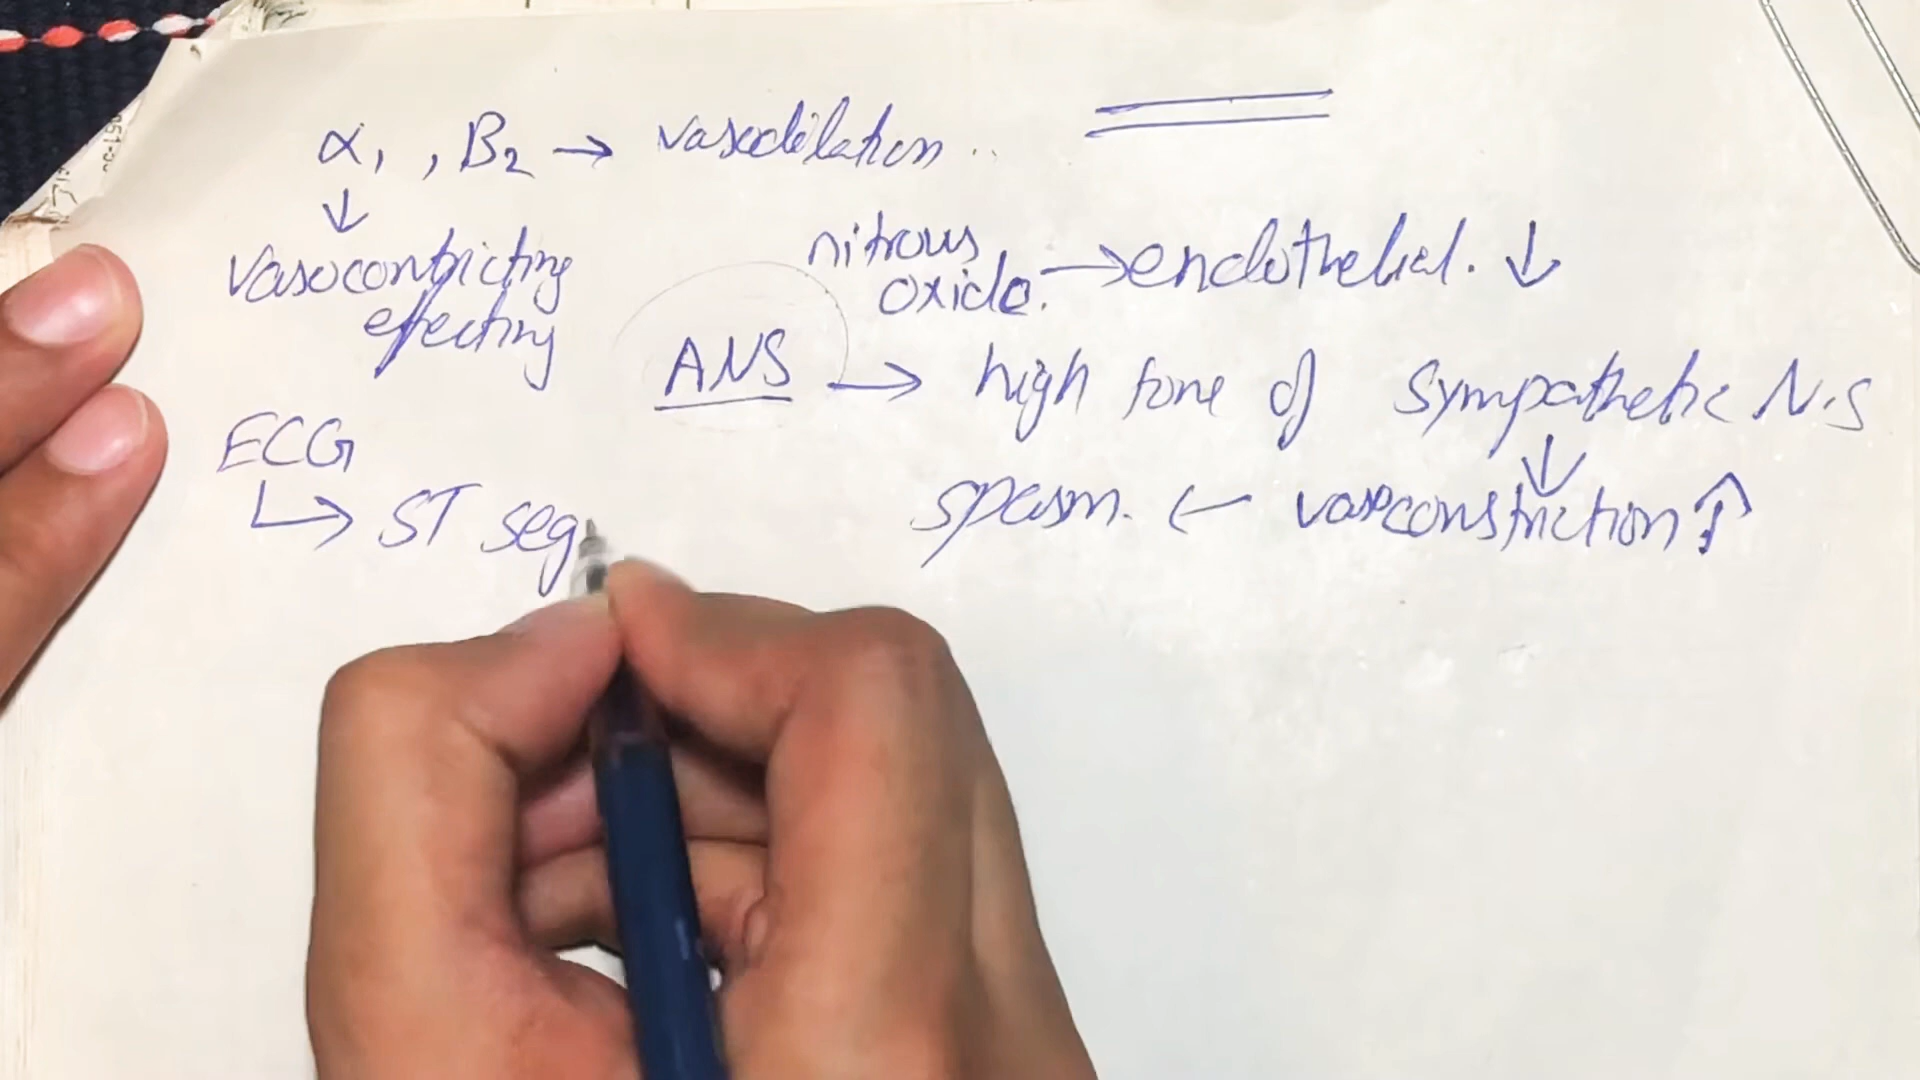 α1, B2 → vasodilation
↓
vasocontricting
effecting
nitrous
oxide. → endothelial. ↓
ANS → high tone of sympathetic N.S
↓
spasm. ← vasoconstriction ↑
ECG
↳ ST seg